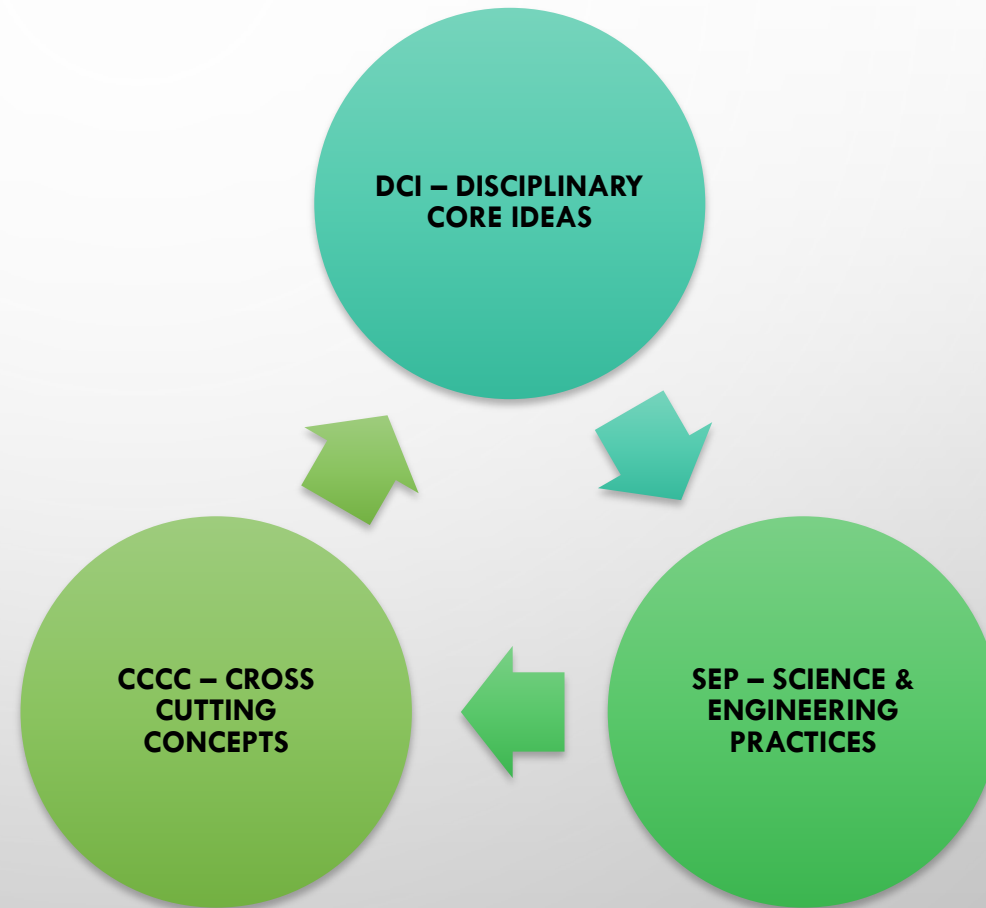 DCI – DISCIPLINARY
CORE IDEAS
CCCC – CROSS
CUTTING
CONCEPTS
SEP – SCIENCE &
ENGINEERING
PRACTICES